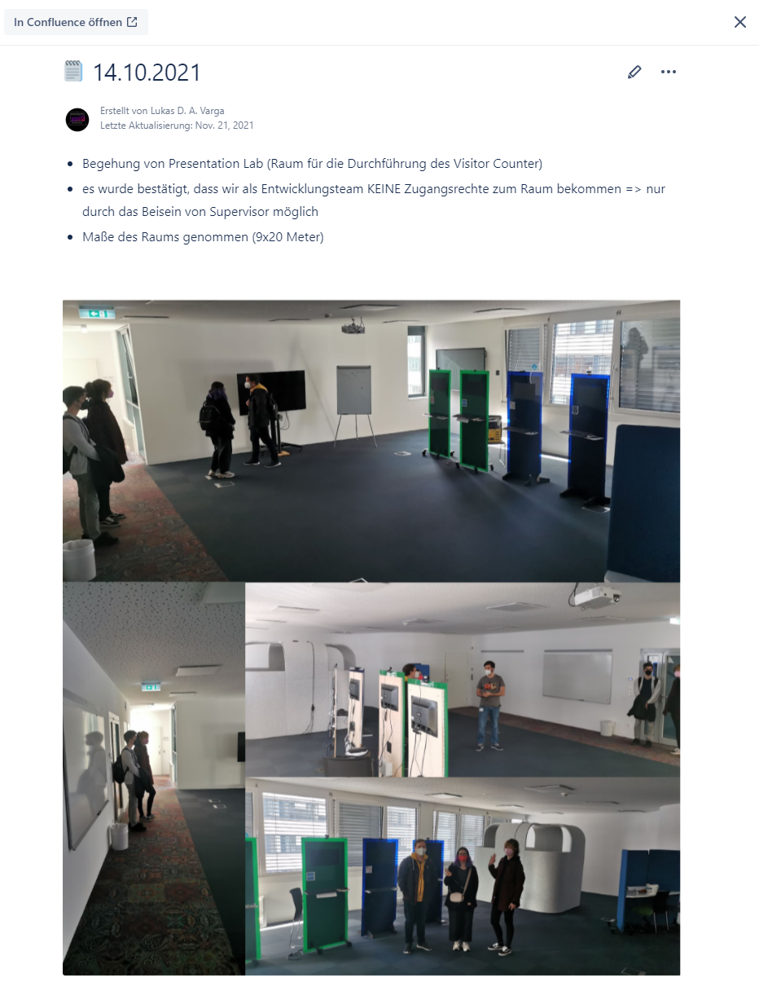 In Confluence öffnen
14.10.2021
Erstellt von Lukas D. A. Varga
Letzte Aktualisierung: Nov. 21, 2021
Begehung von Presentation Lab (Raum für die Durchführung des Visitor Counter)
es wurde bestätigt, dass wir als Entwicklungsteam KEINE Zugangsrechte zum Raum bekommen => nur
durch das Beisein von Supervisor möglich
Maße des Raums genommen (9x20 Meter)